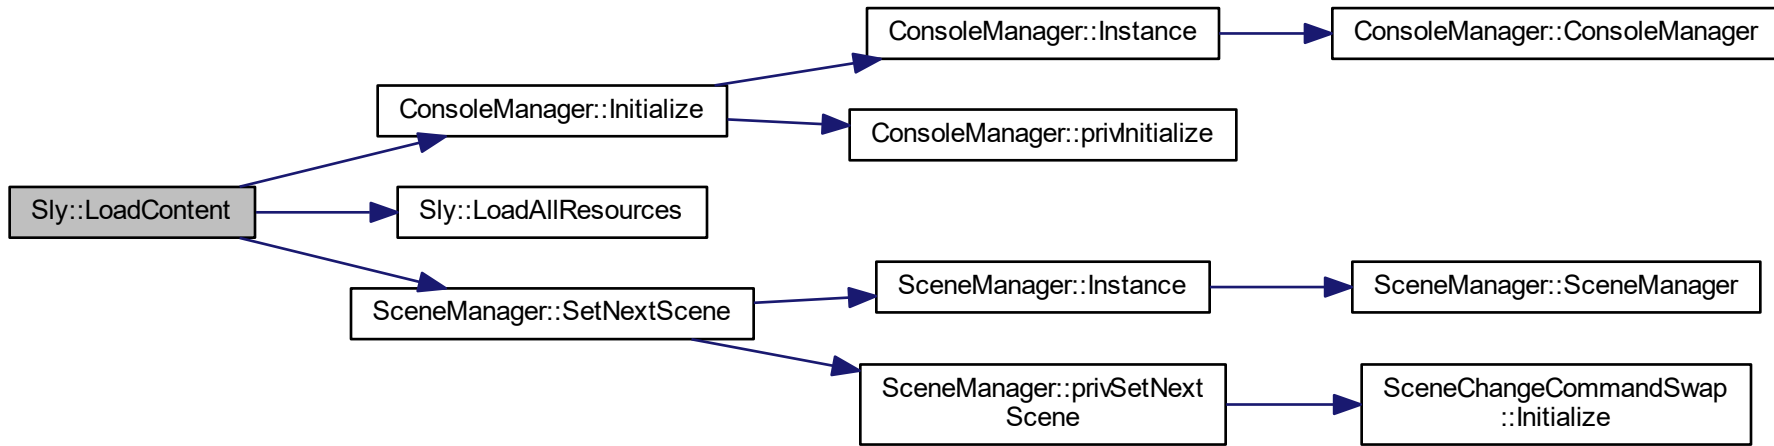 ConsoleManager::Instance
ConsoleManager::ConsoleManager
ConsoleManager::Initialize
ConsoleManager::privInitialize
Sly::LoadContent
Sly::LoadAllResources
SceneManager::Instance
SceneManager::SceneManager
SceneManager::SetNextScene
SceneManager::privSetNext
Scene
SceneChangeCommandSwap
::Initialize